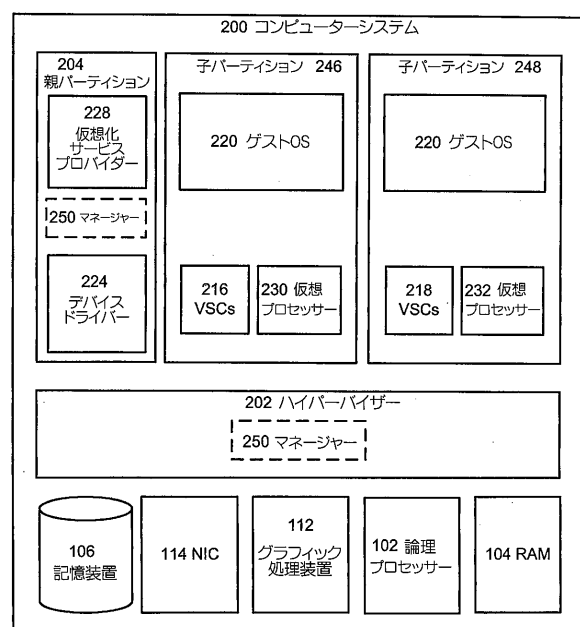 200 コンピューターシステム
204
親パーティション
228
仮想化
サービス
プロバイダー
250 マネージャー
224
デバイス
ドライバー
子パーティション 246
220 ゲストOS
216
VSCs
230 仮想
プロセッサー
子パーティション 248
220 ゲストOS
218
VSCs
232 仮想
プロセッサー
202 ハイパーバイザー
250 マネージャー
106
記憶装置
114 NIC
112
グラフィック
処理装置
102 論理
プロセッサー
104 RAM